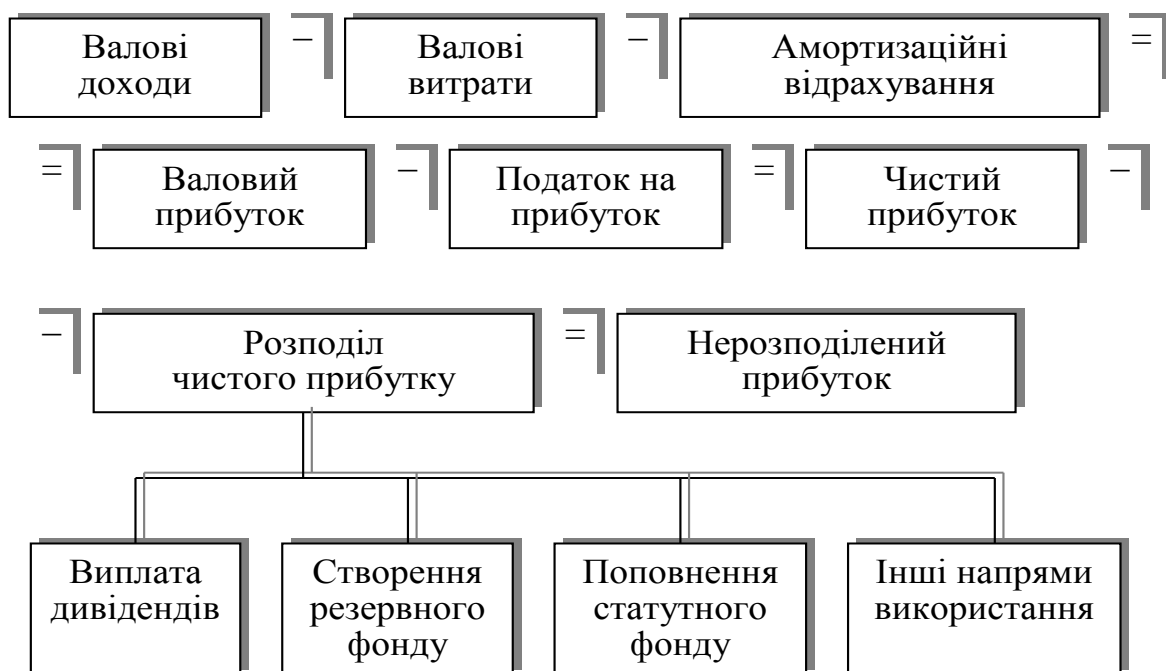 Валові – Валові – Амортизаційні =
доходи витрати відрахування
= Валовий – Податок на = Чистий –
прибуток прибуток прибуток
– Розподіл = Нерозподілений
чистого прибутку прибуток
Виплата Створення Поповнення Інші напрями
дивідендів резервного статутного використання
фонду фонду